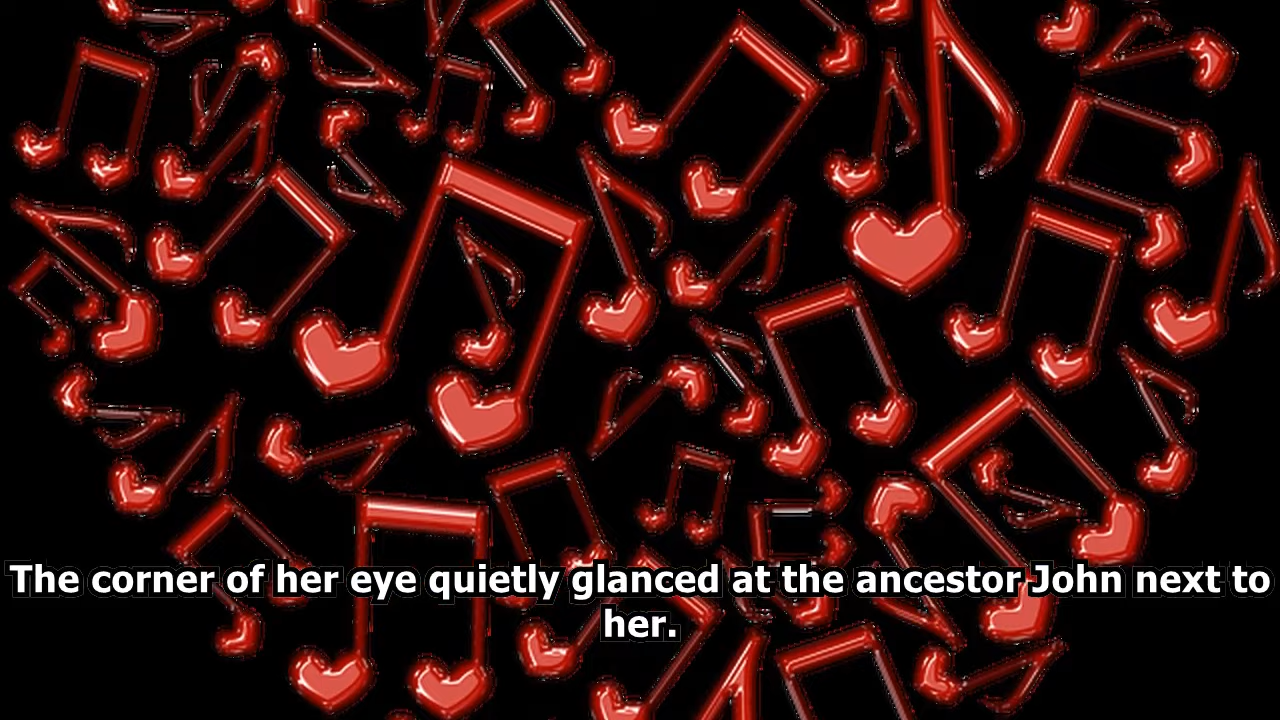 The corner of her eye quietly glanced at the ancestor John next to
her.